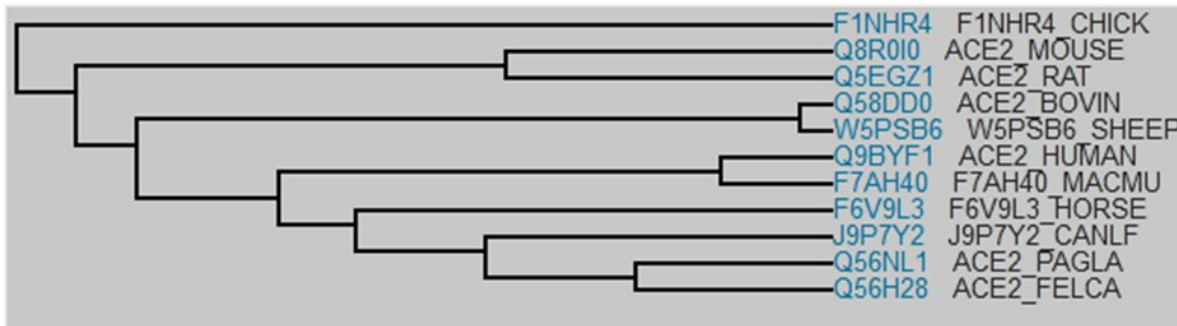 F1NHR4 F1NHR4_CHICK
Q8R0I0 ACE2_MOUSE
Q5EGZ1 ACE2_RAT
Q58DD0 ACE2_BOVIN
W5PSB6 W5PSB6_SHEEP
Q9BYF1 ACE2_HUMAN
F7AH40 F7AH40_MACMU
F6V9L3 F6V9L3_HORSE
J9P7Y2 J9P7Y2_CANLF
Q56NL1 ACE2_PAGLA
Q56H28 ACE2_FELCA